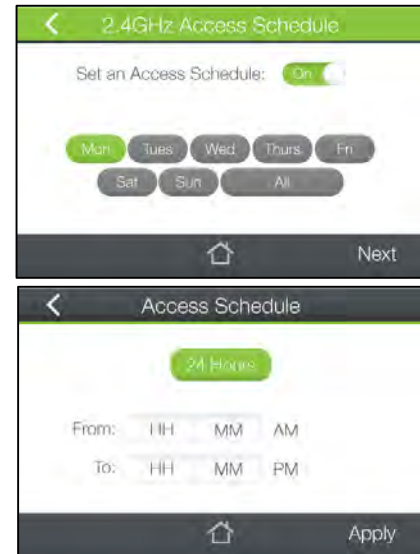 2.4GHz Access Schedule
Set an Access Schedule: On
Mon Tues Wed Thurs Fri
Sat Sun All
Next
Access Schedule
24 Hours
From: HH MM AM
To: HH MM PM
Apply